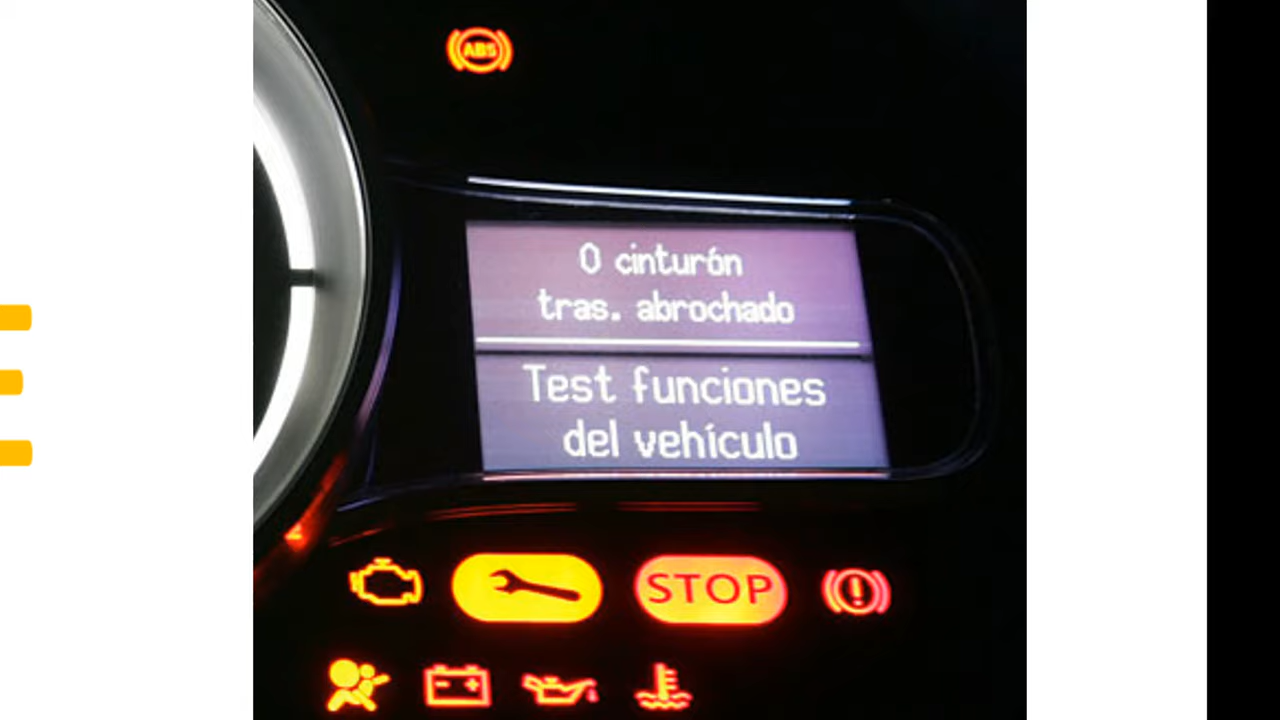 ABS
0 cinturón
tras. abrochado
Test funciones
del vehículo
STOP